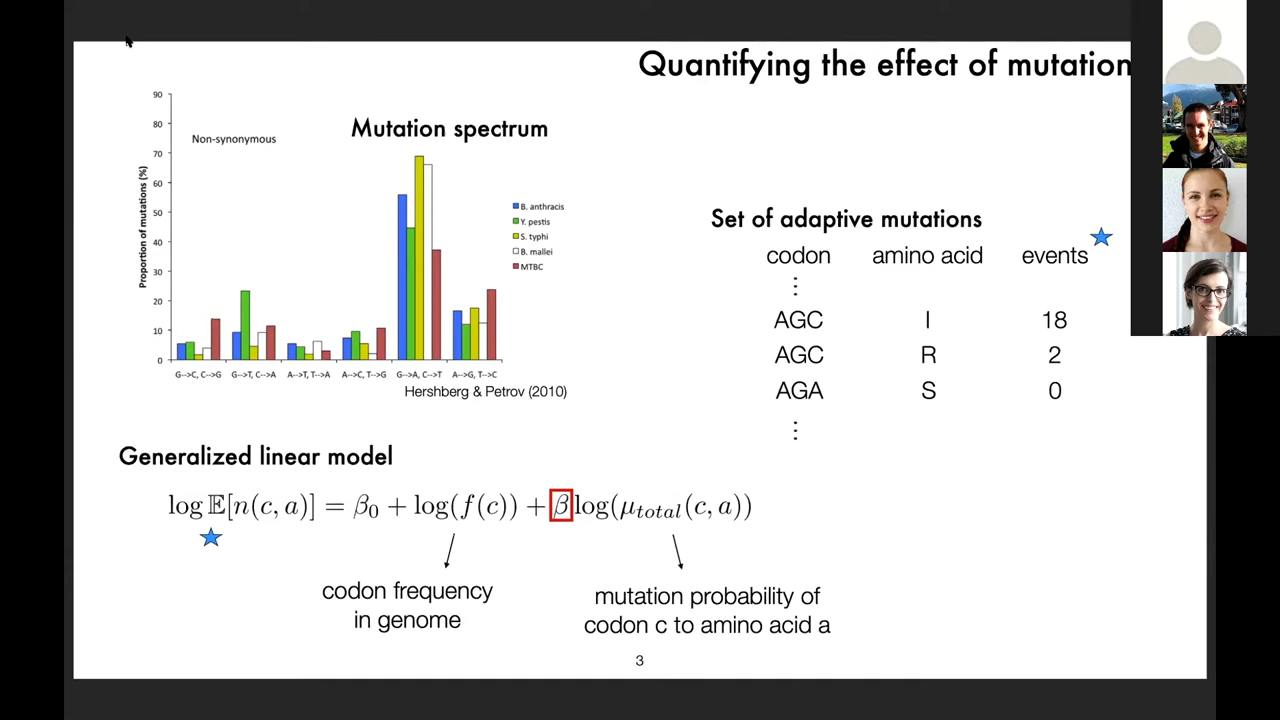 Quantifying the effect of mutation
90
80
70
60
50
40
30
20
10
0
Proportion of mutations (%)
Non-synonymous
Mutation spectrum
B. anthracis
Y. pestis
S. typhi
B. mallei
MTBC
G-->C, C-->G G-->T, C-->A A-->T, T-->A A-->C, T-->G G-->A, C-->T A-->G, T-->C
Hershberg & Petrov (2010)
Set of adaptive mutations
codon amino acid events
⋮
AGC I 18
AGC R 2
AGA S 0
⋮
Generalized linear model
log 𝔼[n(c, a)] = β₀ + log(f(c)) + β log(μ_total(c, a))
codon frequency
in genome
mutation probability of
codon c to amino acid a
3